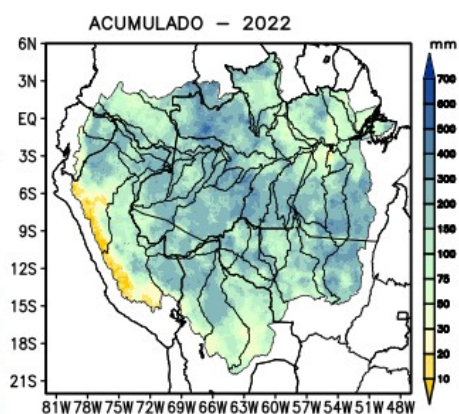 ACUMULADO – 2022
mm
6N
3N
EQ
3S
6S
9S
12S
15S
18S
21S
700
600
500
400
300
200
150
100
75
50
30
20
10
81W 78W 75W 72W 69W 66W 63W 60W 57W 54W 51W 48W